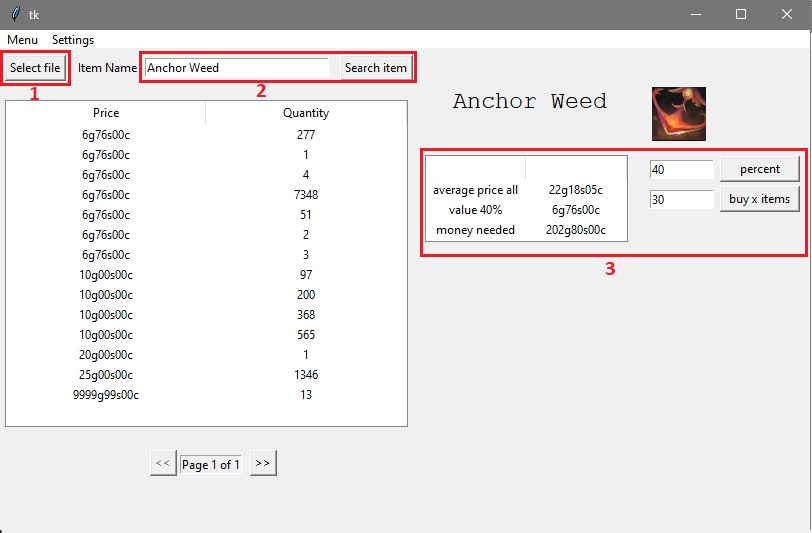 tk
Menu Settings
Select file Item Name Anchor Weed Search item
1 2
Anchor Weed
Price Quantity
6g76s00c 277
6g76s00c 1
6g76s00c 4
6g76s00c 7348
6g76s00c 51
6g76s00c 2
6g76s00c 3
10g00s00c 97
10g00s00c 200
10g00s00c 368
10g00s00c 565
20g00s00c 1
25g00s00c 1346
9999g99s00c 13
average price all 22g18s05c
value 40% 6g76s00c
money needed 202g80s00c
40 percent
30 buy x items
3
<< Page 1 of 1 >>